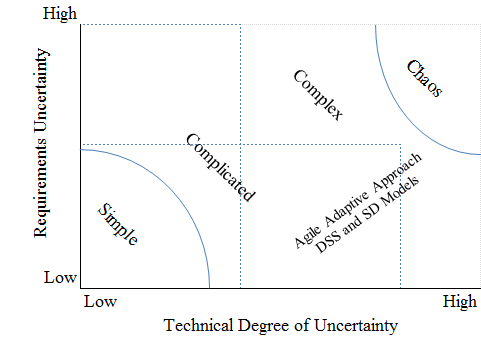 High
Chaos
Complex
Requirements Uncertainty
Complicated
Agile Adaptive Approach
DSS and SD Models
Simple
Low
Low
High
Technical Degree of Uncertainty